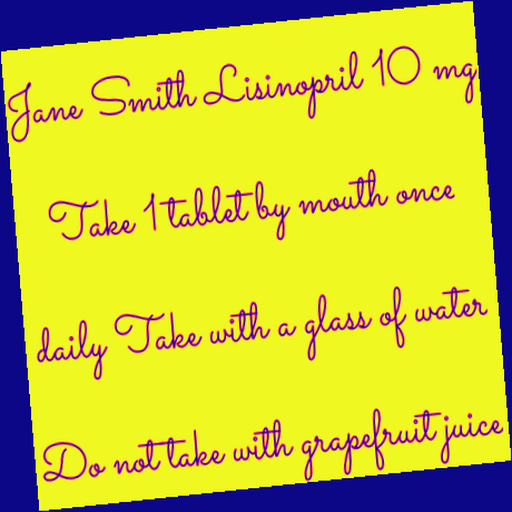 Jane Smith Lisinopril 10 mg
Take 1 tablet by mouth once
daily Take with a glass of water
Do not take with grapefruit juice